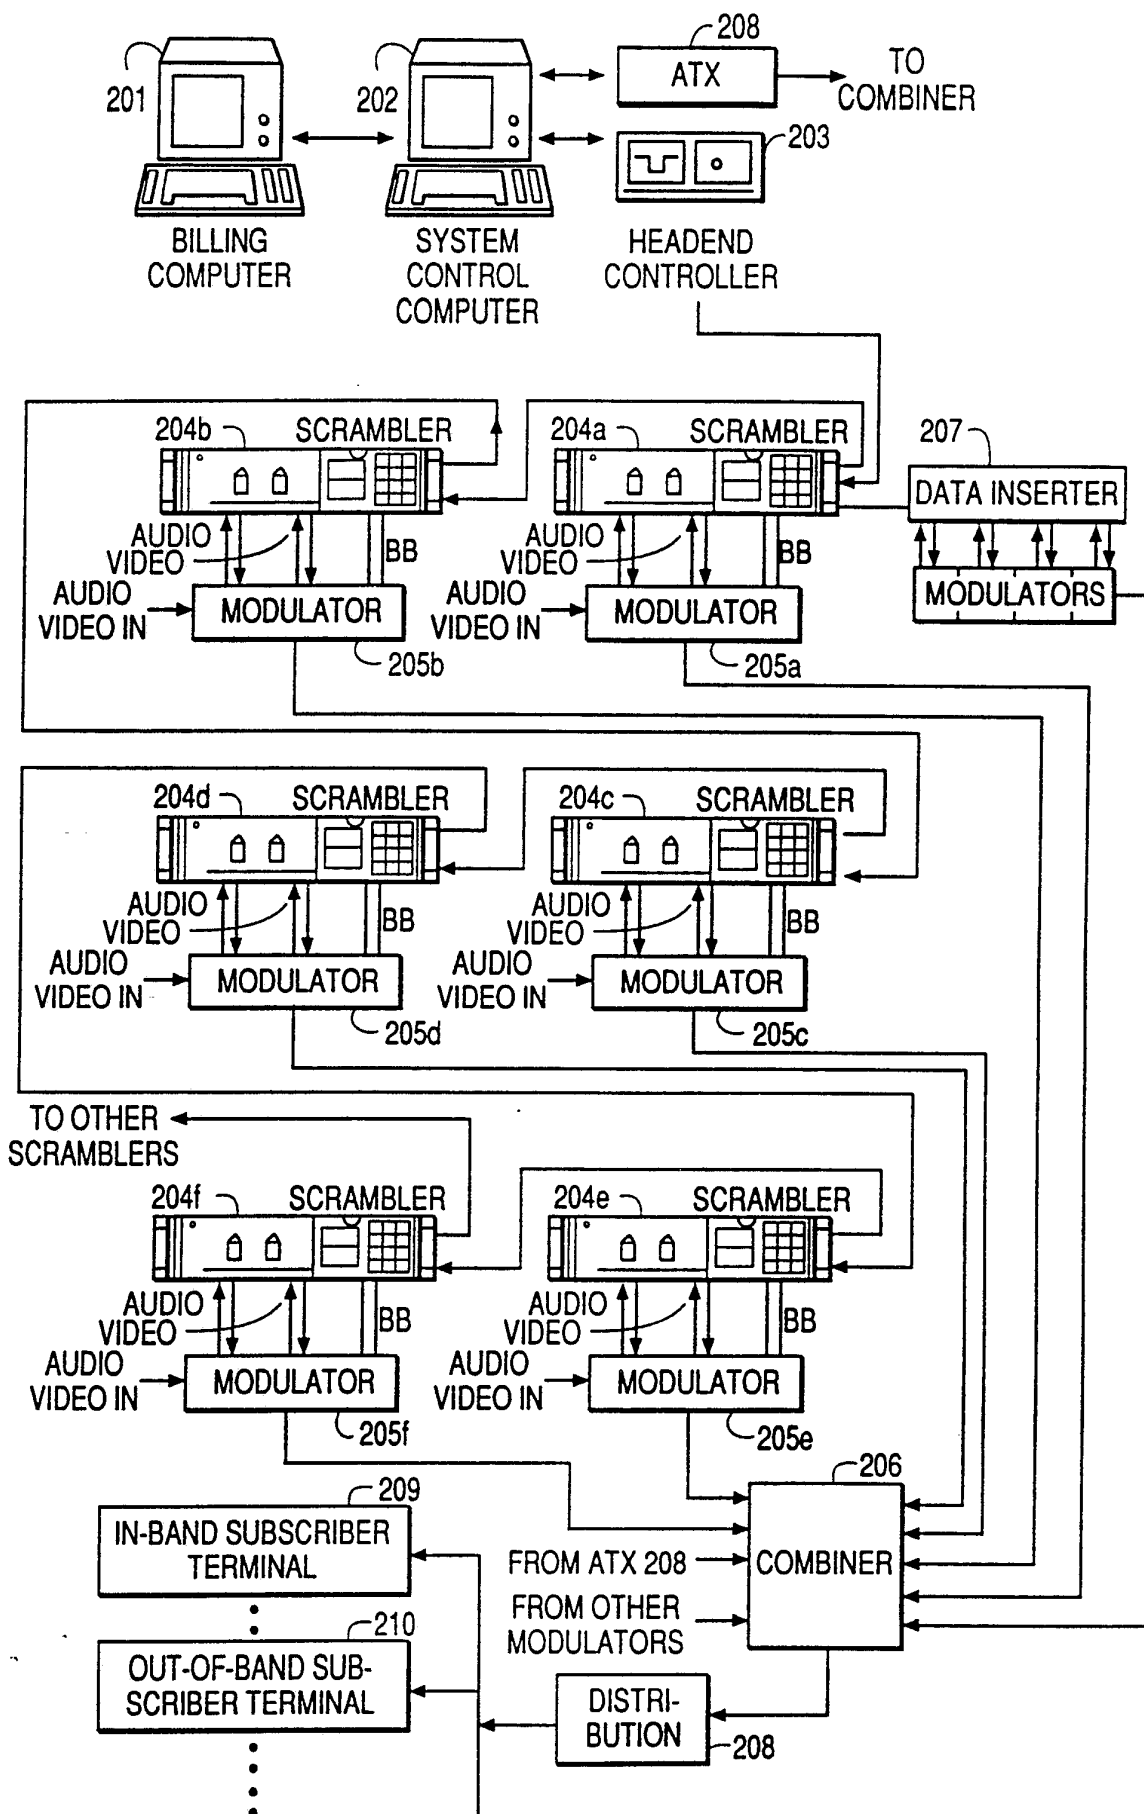 208
ATX
TO
COMBINER
201
202
203
BILLING
COMPUTER
SYSTEM
CONTROL
COMPUTER
HEADEND
CONTROLLER
204b
SCRAMBLER
204a
SCRAMBLER
207
DATA INSERTER
AUDIO
VIDEO
BB
AUDIO
VIDEO
BB
AUDIO
VIDEO IN
MODULATOR
AUDIO
VIDEO IN
MODULATOR
MODULATORS
205b
205a
204d
SCRAMBLER
204c
SCRAMBLER
AUDIO
VIDEO
BB
AUDIO
VIDEO
BB
AUDIO
VIDEO IN
MODULATOR
AUDIO
VIDEO IN
MODULATOR
205d
205c
TO OTHER
SCRAMBLERS
204f
SCRAMBLER
204e
SCRAMBLER
AUDIO
VIDEO
BB
AUDIO
VIDEO
BB
AUDIO
VIDEO IN
MODULATOR
AUDIO
VIDEO IN
MODULATOR
205f
205e
206
COMBINER
FROM ATX 208
FROM OTHER
MODULATORS
209
IN-BAND SUBSCRIBER
TERMINAL
210
OUT-OF-BAND SUB-
SCRIBER TERMINAL
DISTRI-
BUTION
208